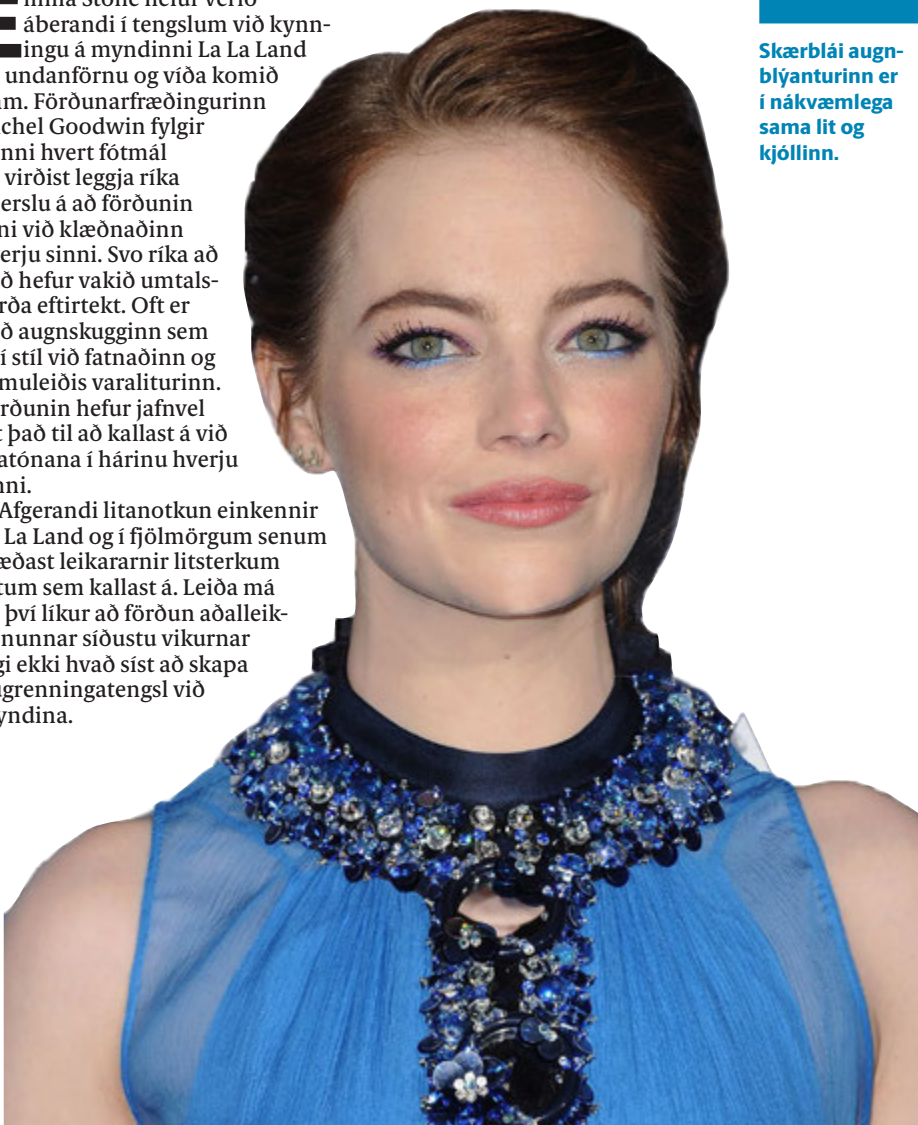 áberandi í tengslum við kynn-
ingu á myndinni La La Land
undanförnu og víða komið
Förðunarfræðingurinn
Goodwin fylgir
hvert fótmál
virðist leggja ríka
á að förðunin
við klæðnaðinn
sinni. Svo ríka að
hefur vakið umtals-
eftirtekt. Oft er
augnskugginn sem
í stíl við fatnaðinn og
varaliturinn.
hefur jafnvel
það til að kallast á við
í hárinu hverju
Afgerandi litanotkun einkennir
La Land og í fjölmörgum senum
leikararnir litsterkum
sem kallast á. Leiða má
því líkur að förðun aðalleik-
síðustu vikurnar
ekki hvað síst að skapa
við
Skærblái augn-
blýanturinn er
í nákvæmlega
sama lit og
kjóllinn.